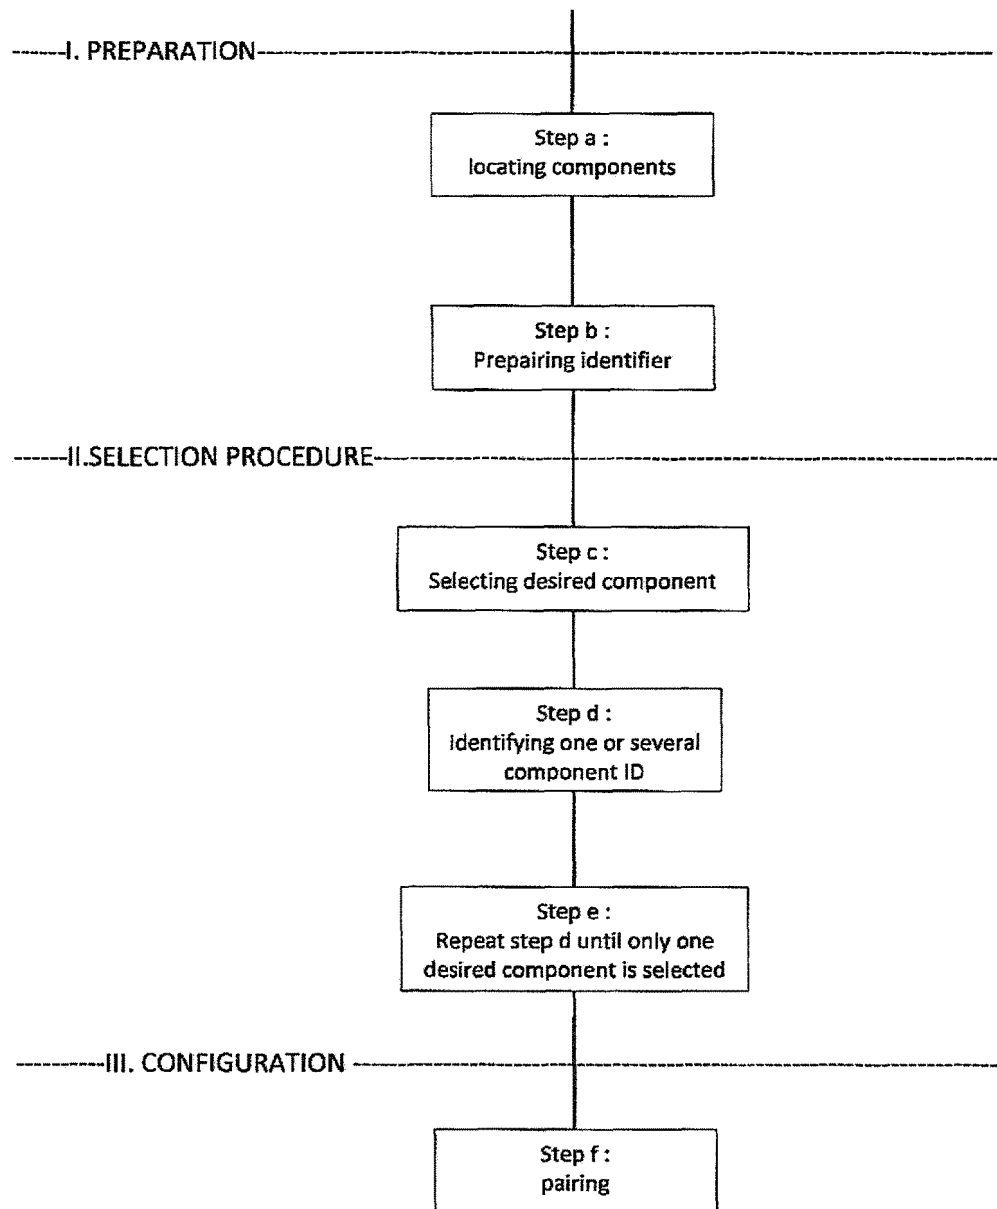 I. PREPARATION
Step a :
locating components
Step b :
Prepairing identifier
II.SELECTION PROCEDURE
Step c :
Selecting desired component
Step d :
Identifying one or several
component ID
Step e :
Repeat step d until only one
desired component is selected
III. CONFIGURATION
Step f :
pairing